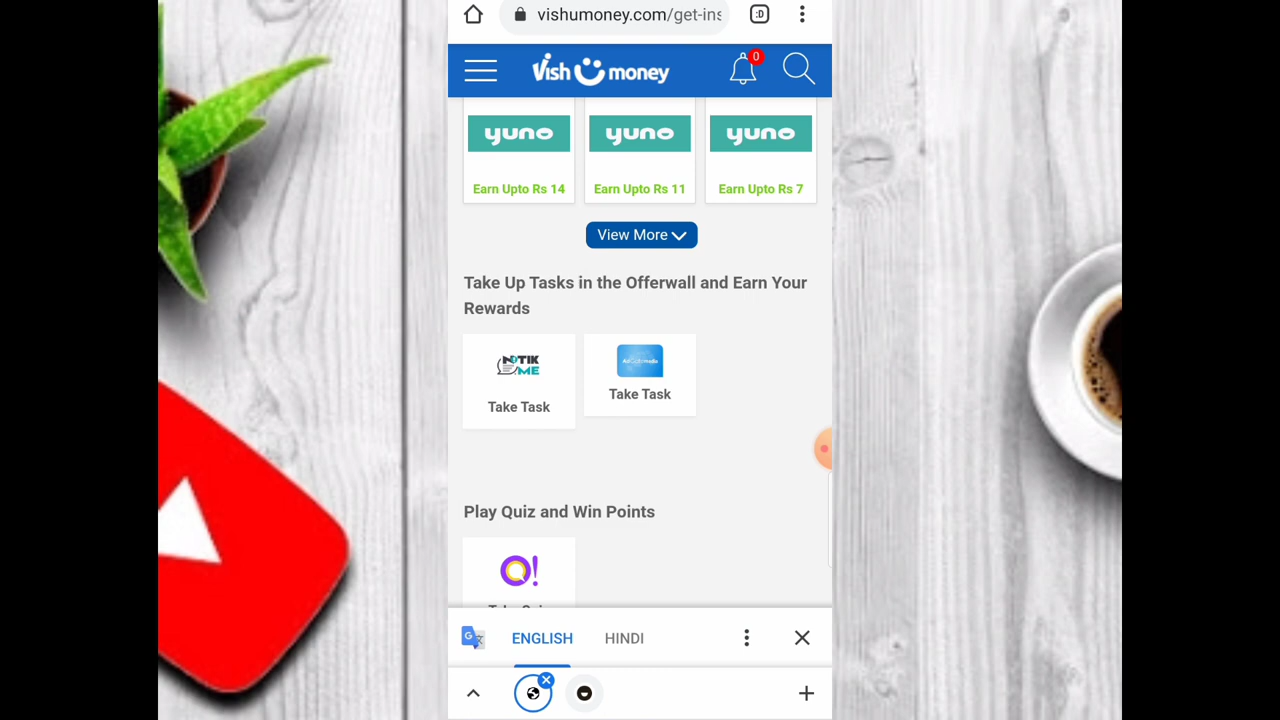 vishumoney.com/get-ins
:D
Vish money
0
yuno
yuno
yuno
Earn Upto Rs 14
Earn Upto Rs 11
Earn Upto Rs 7
View More
Take Up Tasks in the Offerwall and Earn Your
Rewards
NOTIK
ME
Take Task
Take Task
Play Quiz and Win Points
Q!
ENGLISH
HINDI